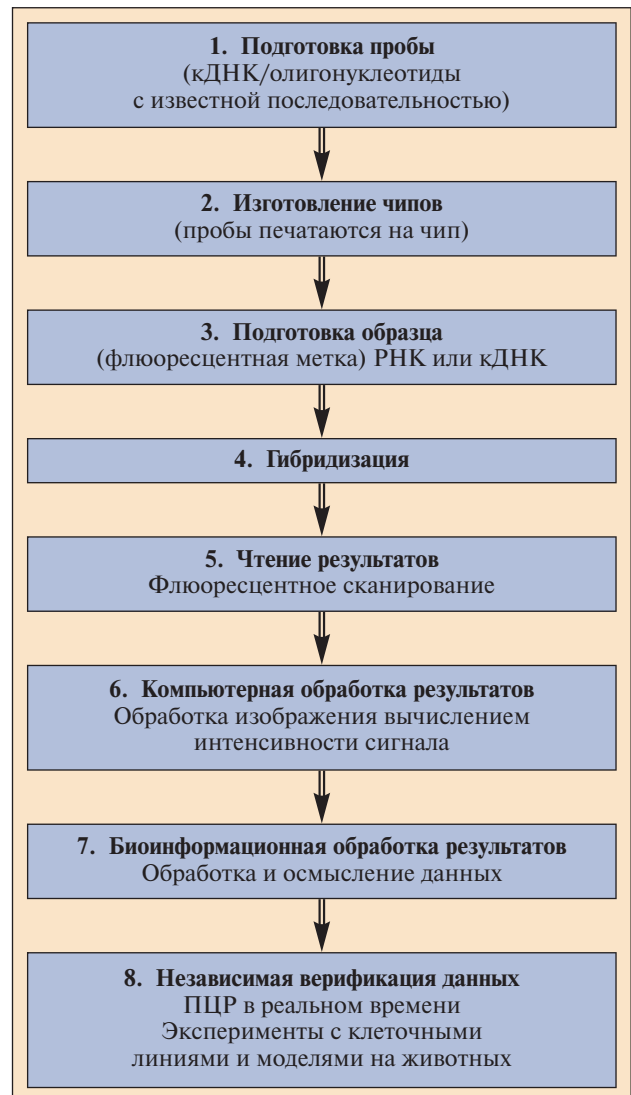 1. Подготовка пробы
(кДНК/олигонуклеотиды
с известной последовательностью)
2. Изготовление чипов
(пробы печатаются на чип)
3. Подготовка образца
(флюоресцентная метка) РНК или кДНК
4. Гибридизация
5. Чтение результатов
Флюоресцентное сканирование
6. Компьютерная обработка результатов
Обработка изображения вычислением
интенсивности сигнала
7. Биоинформационная обработка результатов
Обработка и осмысление данных
8. Независимая верификация данных
ПЦР в реальном времени
Эксперименты с клеточными
линиями и моделями на животных